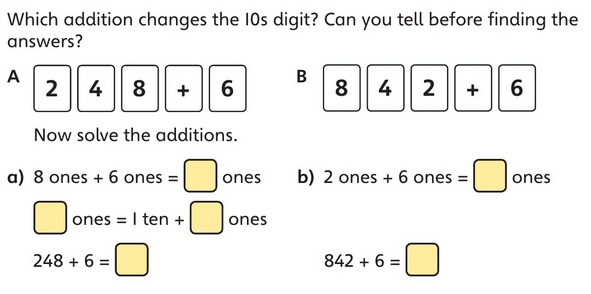 Which addition changes the 10s digit? Can you tell before finding the
answers?
A 2 4 8 + 6 B 8 4 2 + 6
Now solve the additions.
a) 8 ones + 6 ones = ones b) 2 ones + 6 ones = ones
ones = 1 ten + ones
248 + 6 = 842 + 6 =